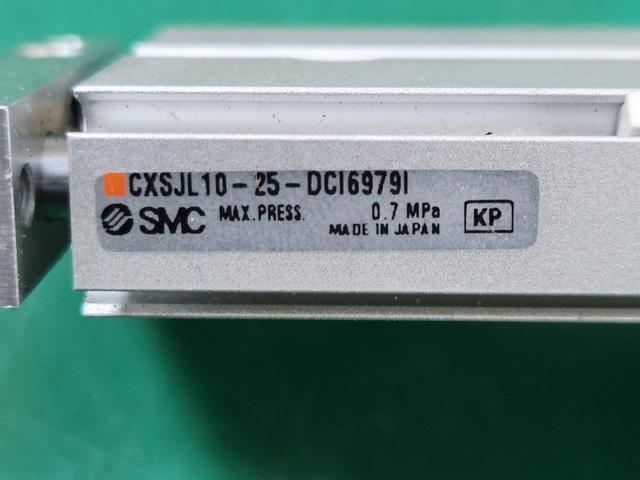 CXSJL10-25-DCI6979I
SMC MAX.PRESS. 0.7 MPa
MADE IN JAPAN
KP